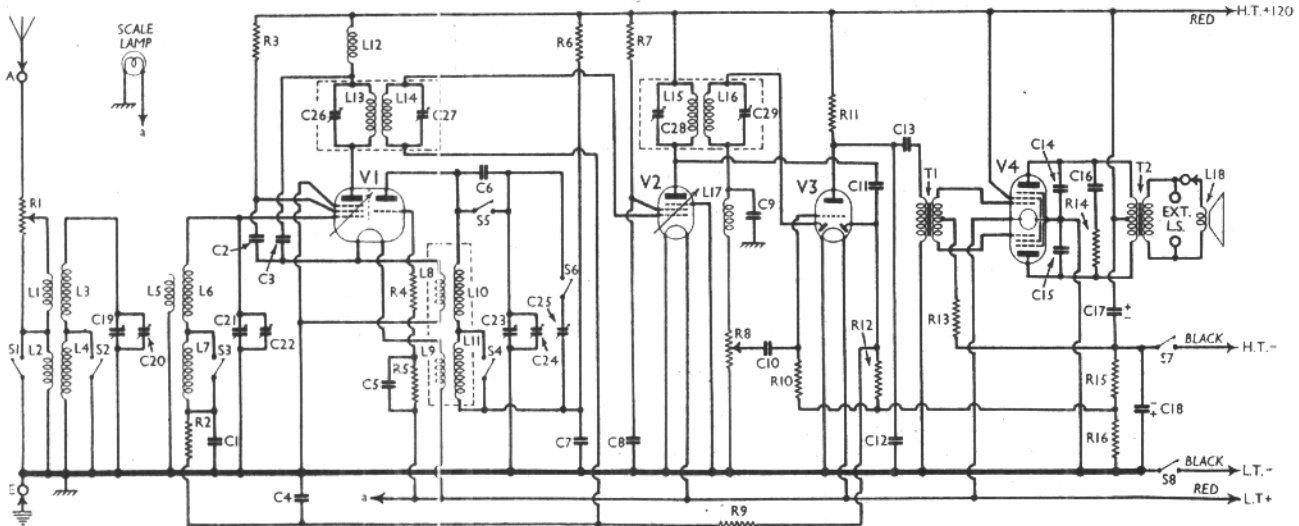 H.T.+120
RED
SCALE
LAMP
A
a
R3
L12
R6
R7
L13
L14
C26
C27
L15
L16
C28
C29
R11
C13
C14
C16
V4
T1
T2
L18
R14
EXT.
L.S.
C15
C17
+
−
V1
C6
S5
V2
L17
V3
C11
C9
R1
C2
C3
L1
L3
L5
L6
R4
L8
L10
S6
C25
C19
C20
C21
C22
C23
C24
R8
C10
R10
R12
R13
S1
L2
L4
S2
L7
S3
L9
L11
S4
R5
C5
S7
BLACK
H.T.−
R15
C18
−
+
R16
R2
C1
C7
C8
C12
S8
BLACK
L.T.−
E
C4
a
RED
L.T+
R9